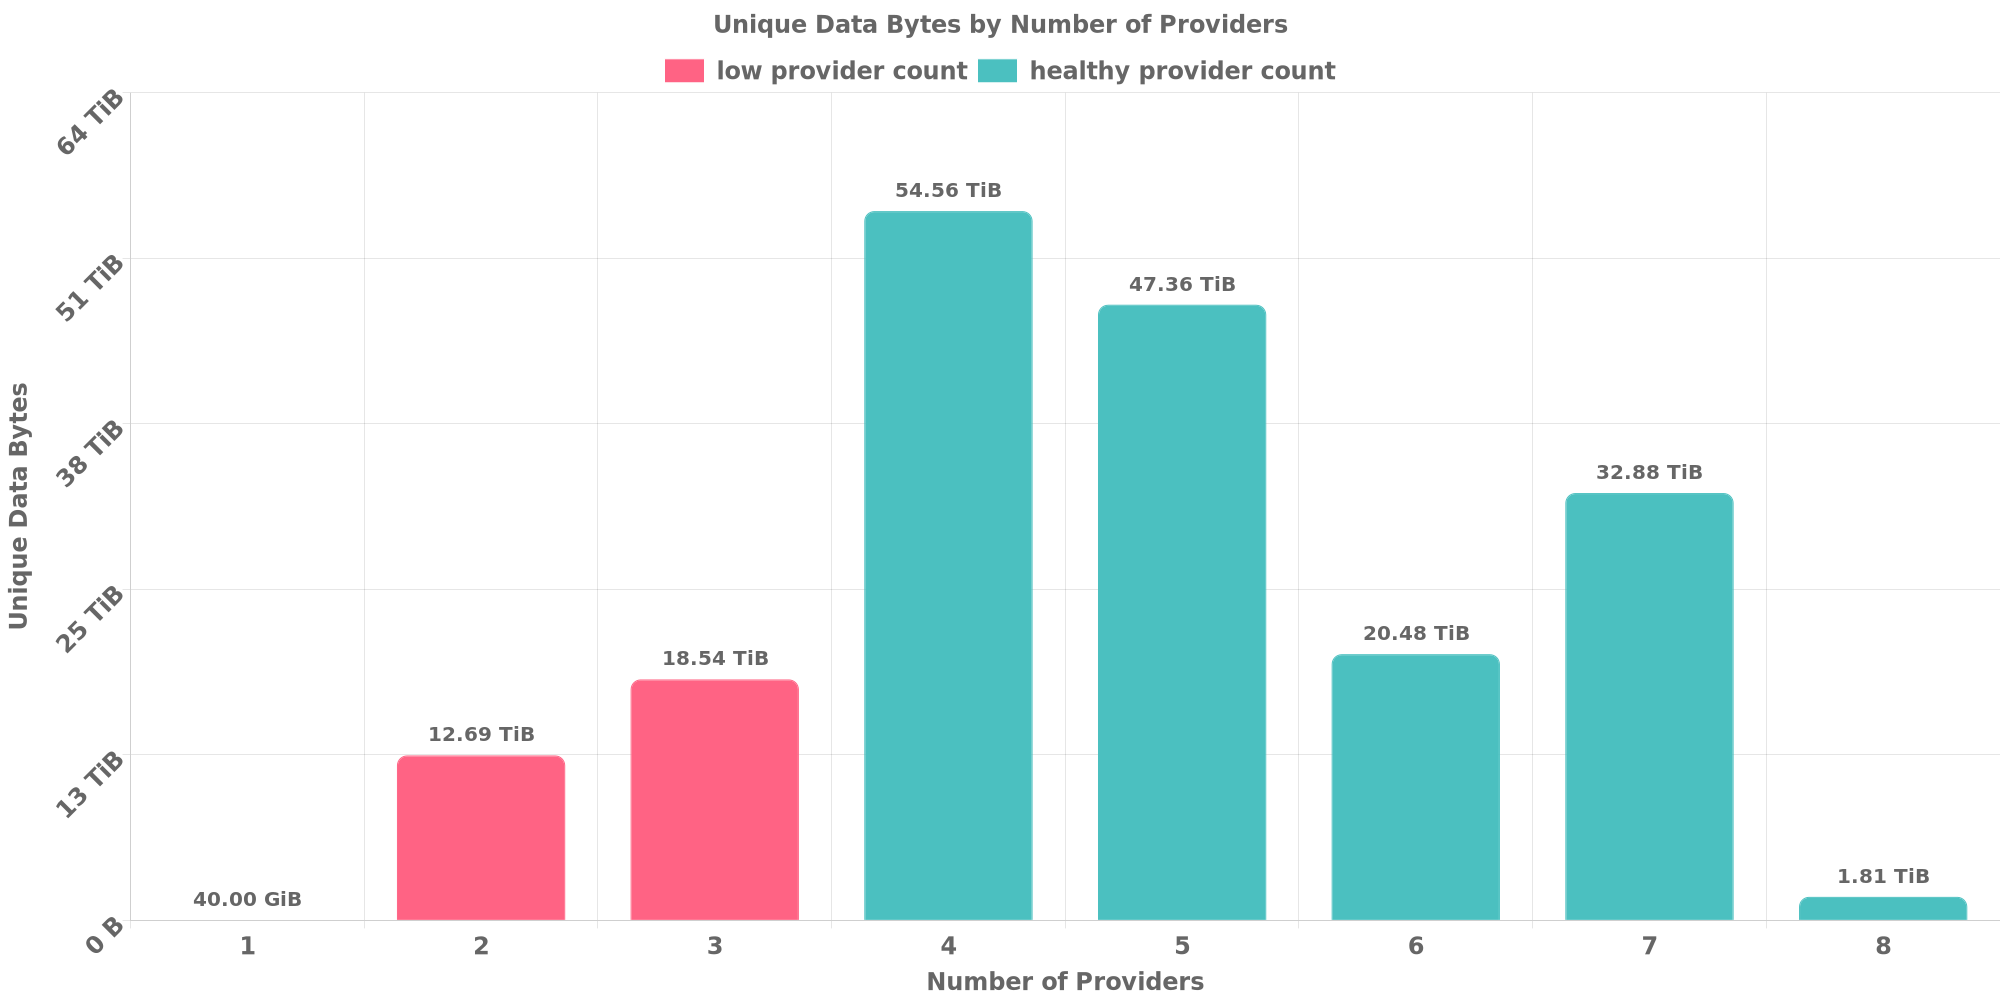 Unique Data Bytes by Number of Providers
low provider count healthy provider count
64 TiB
51 TiB
38 TiB
25 TiB
13 TiB
0 B
Unique Data Bytes
40.00 GiB
12.69 TiB
18.54 TiB
54.56 TiB
47.36 TiB
20.48 TiB
32.88 TiB
1.81 TiB
1 2 3 4 5 6 7 8
Number of Providers